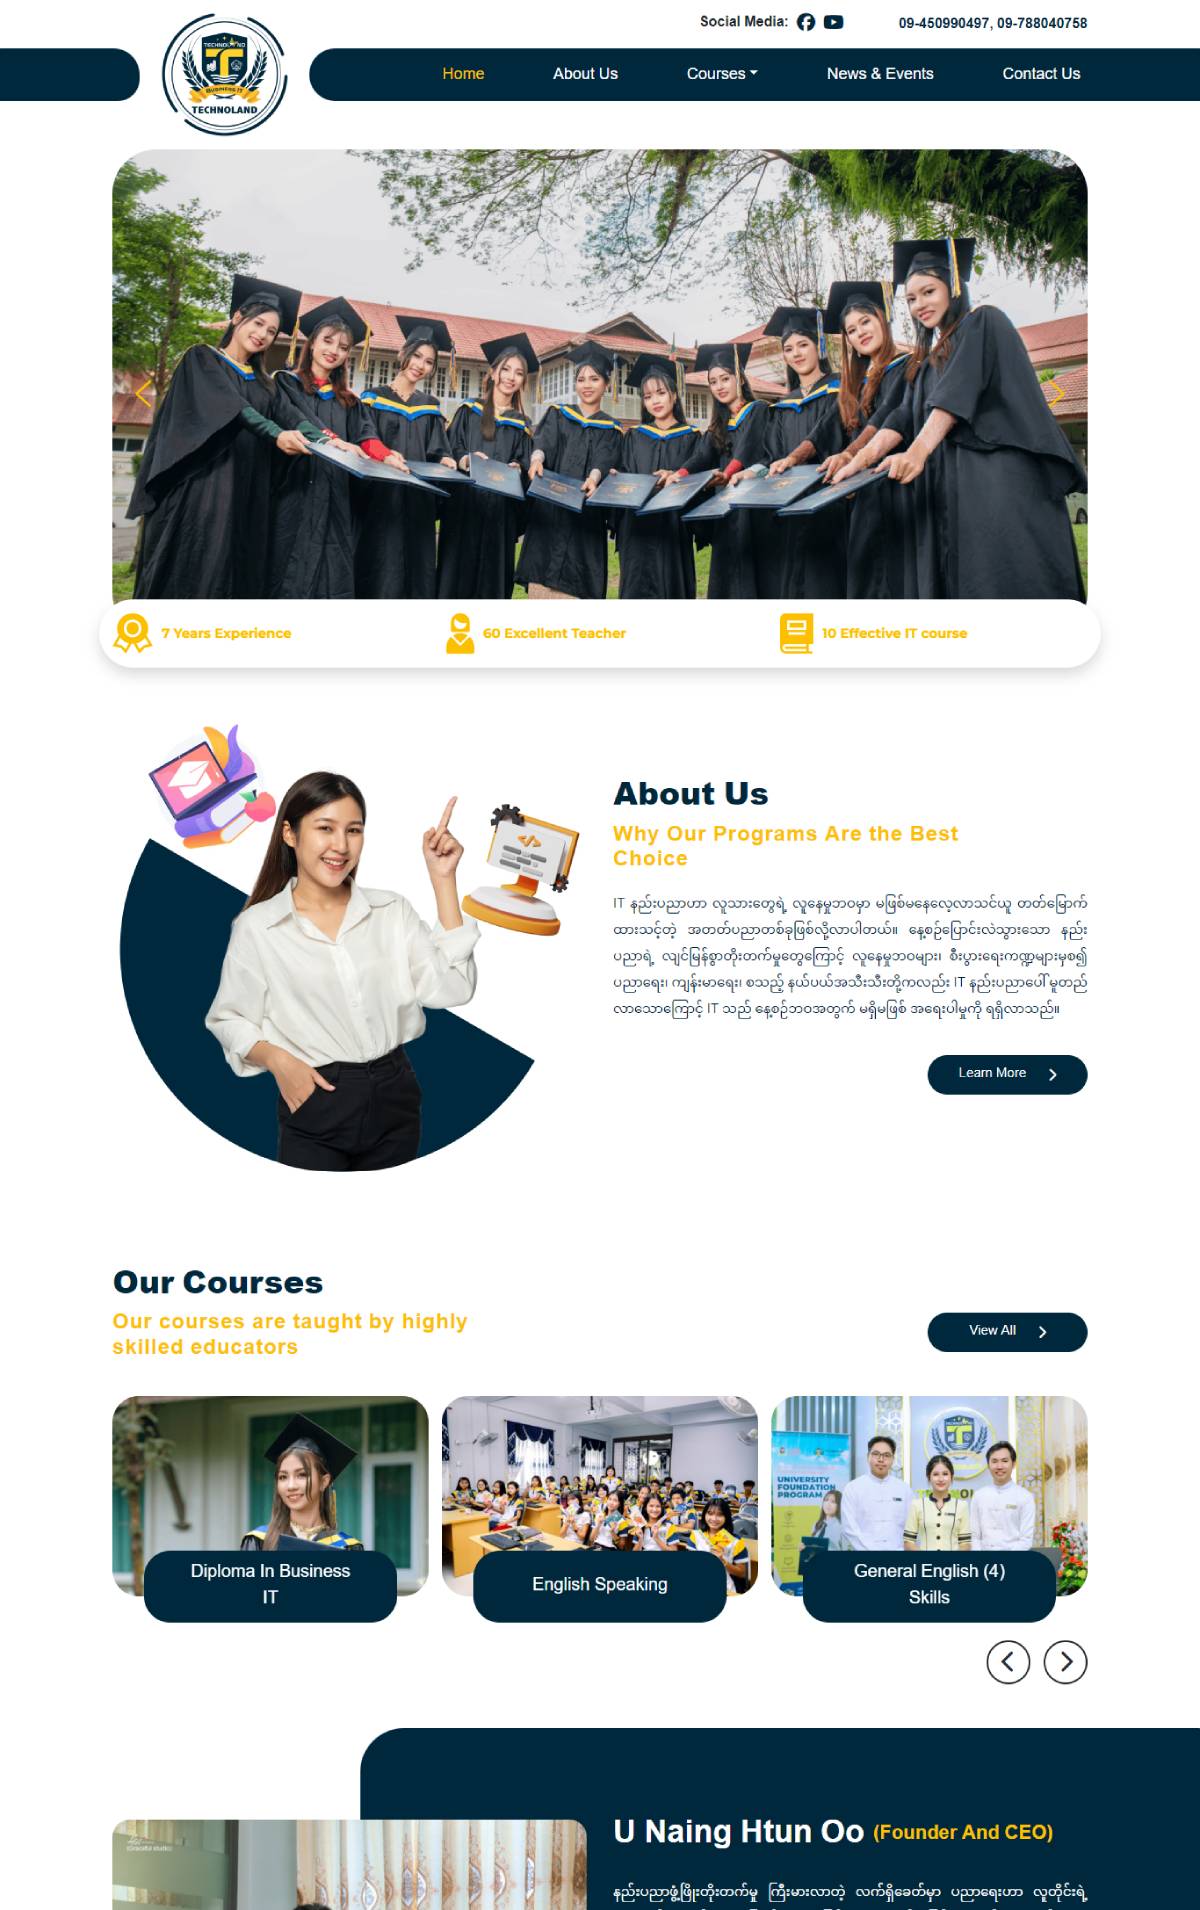 Social Media:
09-450990497, 09-788040758
TECHNOLAND
BUSINESS IT
TECHNOLAND
Home
About Us
Courses
News & Events
Contact Us
7 Years Experience
60 Excellent Teacher
10 Effective IT course
About Us
Why Our Programs Are the Best
Choice
IT နည်းပညာဟာ လူသားတွေရဲ့ လူနေမှုဘဝမှာ မဖြစ်မနေလေ့လာသင်ယူ တတ်မြောက်
ထားသင့်တဲ့ အတတ်ပညာတစ်ခုဖြစ်လို့လာပါတယ်။ နေ့စဉ်ပြောင်းလဲသွားသော နည်း
ပညာရဲ့ လျင်မြန်စွာတိုးတက်မှုတွေကြောင့် လူနေမှုဘဝများ၊ စီးပွားရေးကဏ္ဍများမှစ၍
ပညာရေး၊ ကျန်းမာရေး၊ စသည့် နယ်ပယ်အသီးသီးတို့ကလည်း IT နည်းပညာပေါ် မူတည်
လာသောကြောင့် IT သည် နေ့စဉ်ဘဝအတွက် မရှိမဖြစ် အရေးပါမှုကို ရရှိလာသည်။
Learn More
Our Courses
Our courses are taught by highly
skilled educators
View All
UNIVERSITY
FOUNDATION
PROGRAM
Diploma In Business
IT
English Speaking
General English (4)
Skills
U Naing Htun Oo (Founder And CEO)
နည်းပညာဖွံ့ဖြိုးတိုးတက်မှု ကြီးမားလာတဲ့ လက်ရှိခေတ်မှာ ပညာရေးဟာ လူတိုင်းရဲ့